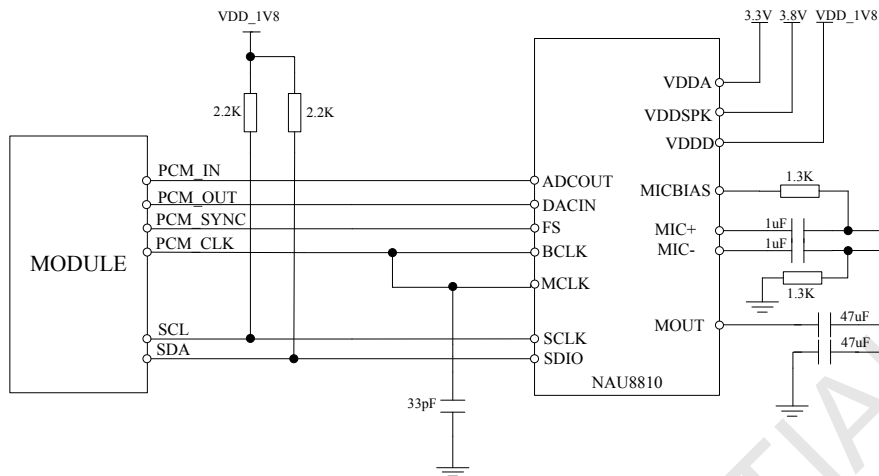 VDD_1V8
3.3V 3.8V VDD_1V8
VDDA
2.2K 2.2K
VDDSPK
VDDD
PCM_IN
ADCOUT
MICBIAS
1.3K
PCM_OUT
DACIN
PCM_SYNC
FS
MIC+
1uF
PCM_CLK
BCLK
MIC-
1uF
MODULE
MCLK
1.3K
SCL
SCLK
MOUT
47uF
SDA
SDIO
47uF
NAU8810
33pF